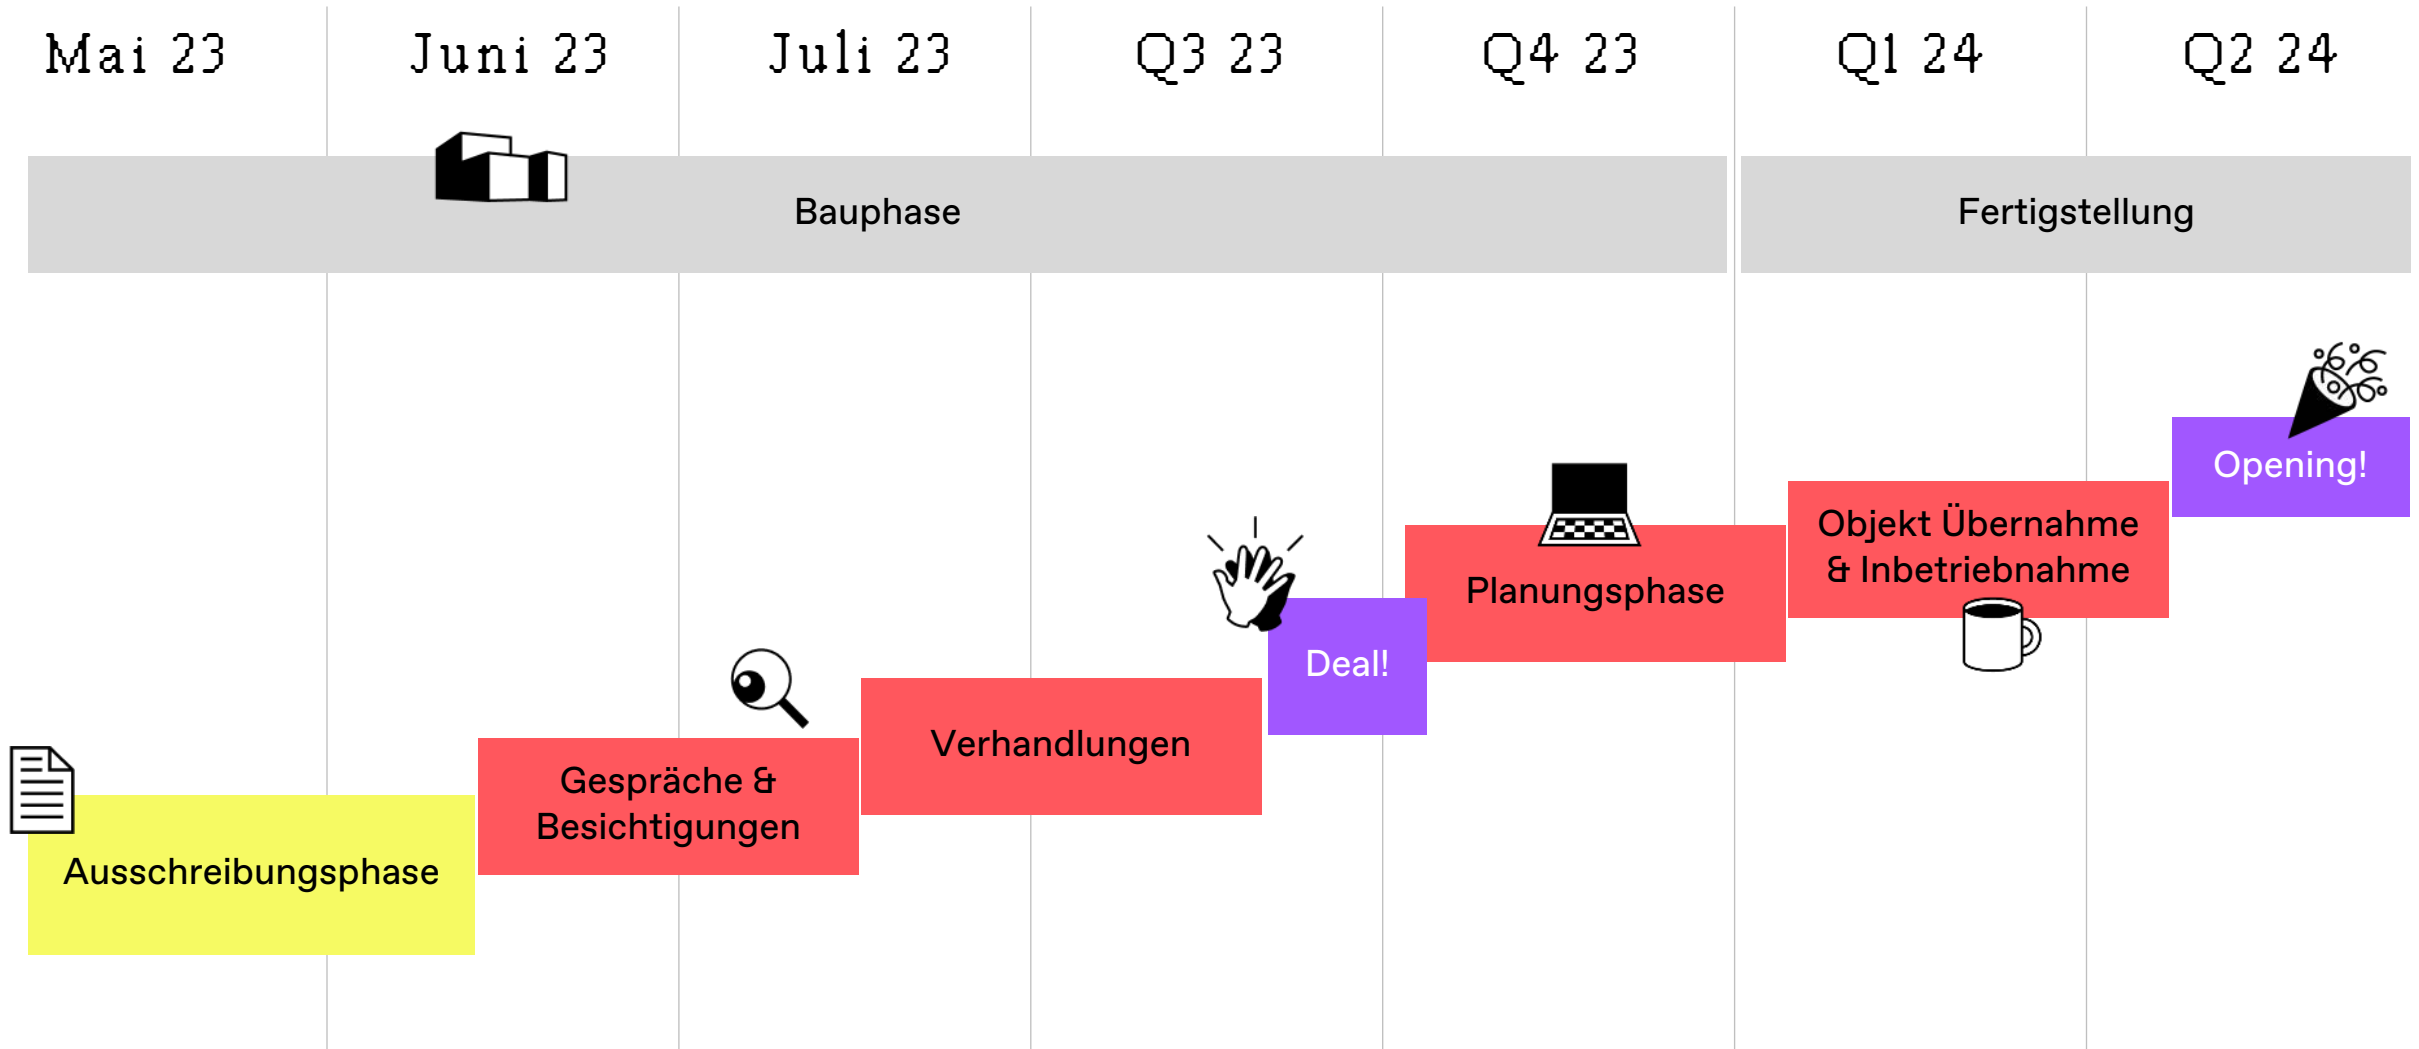 Mai 23
Juni 23
Juli 23
Q3 23
Q4 23
Q1 24
Q2 24
Bauphase
Fertigstellung
Opening!
Objekt Übernahme
& Inbetriebnahme
Planungsphase
Deal!
Verhandlungen
Gespräche &
Besichtigungen
Ausschreibungsphase